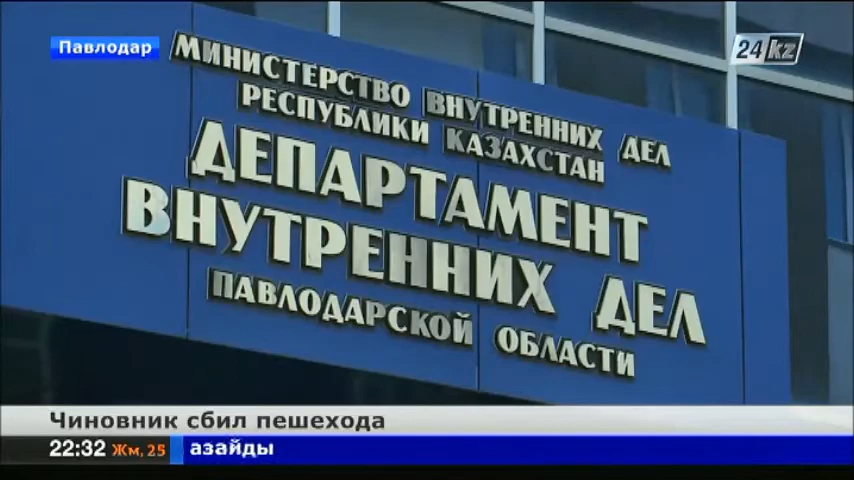 Павлодар
24kz
МИНИСТЕРСТВО ВНУТРЕННИХ ДЕЛ
РЕСПУБЛИКИ КАЗАХСТАН
ДЕПАРТАМЕНТ
ВНУТРЕННИХ ДЕЛ
ПАВЛОДАРСКОЙ ОБЛАСТИ
Чиновник сбил пешехода
22:32 Жм, 25 азайды